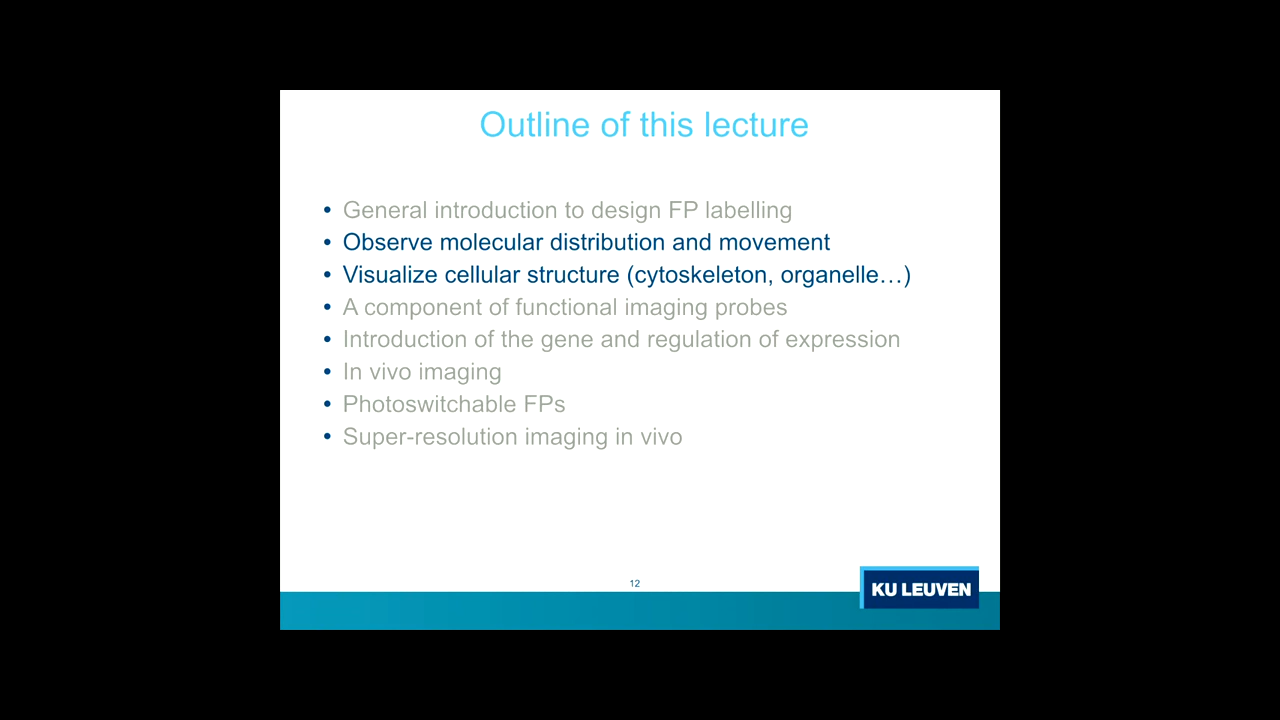 Outline of this lecture
• General introduction to design FP labelling
• Observe molecular distribution and movement
• Visualize cellular structure (cytoskeleton, organelle…)
• A component of functional imaging probes
• Introduction of the gene and regulation of expression
• In vivo imaging
• Photoswitchable FPs
• Super-resolution imaging in vivo
12
KU LEUVEN